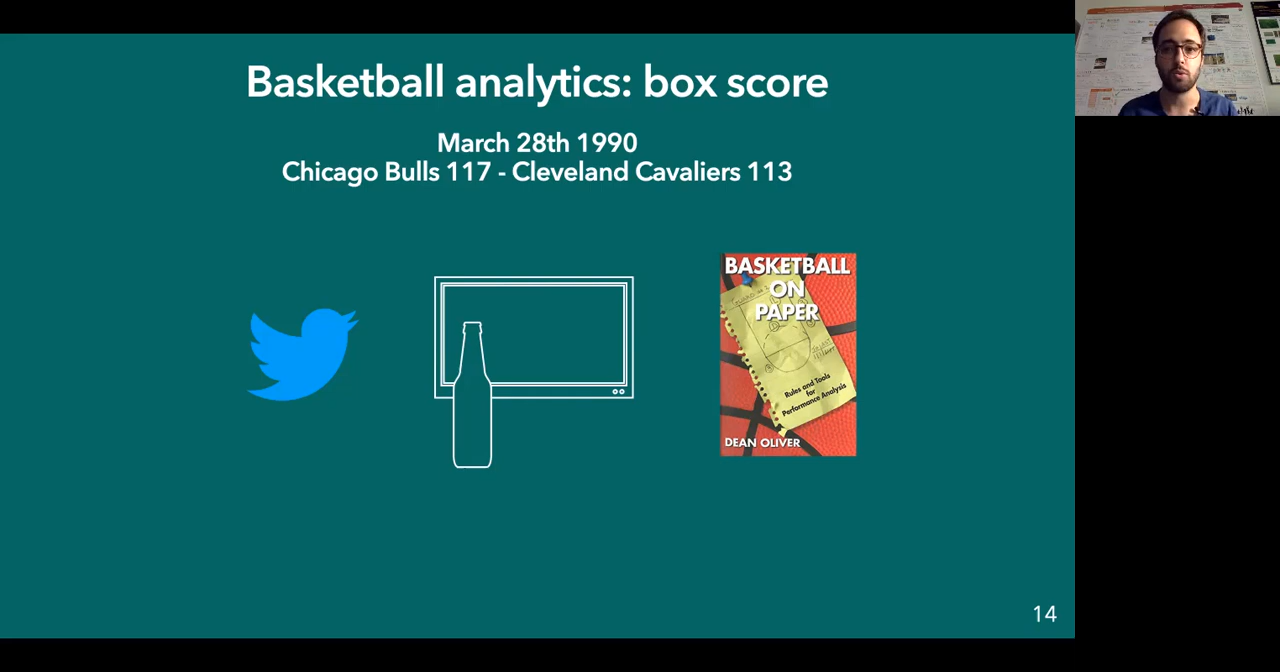 Basketball analytics: box score
March 28th 1990
Chicago Bulls 117 - Cleveland Cavaliers 113
BASKETBALL
ON
PAPER
Rules and Tools
for
Performance Analysis
DEAN OLIVER
14